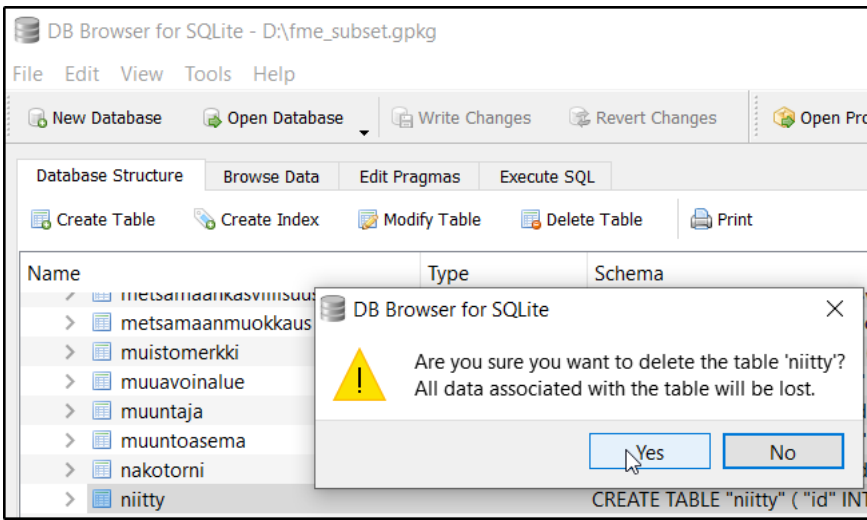 DB Browser for SQLite - D:\fme_subset.gpkg
File Edit View Tools Help
New Database Open Database Write Changes Revert Changes Open Pro
Database Structure Browse Data Edit Pragmas Execute SQL
Create Table Create Index Modify Table Delete Table Print
Name Type Schema
metsamaankasvillisuus
metsamaanmuokkaus
muistomerkki
muuavoinalue
muuntaja
muuntoasema
nakotorni
niitty CREATE TABLE "niitty" ( "id" INT
DB Browser for SQLite
Are you sure you want to delete the table 'niitty'?
All data associated with the table will be lost.
Yes No